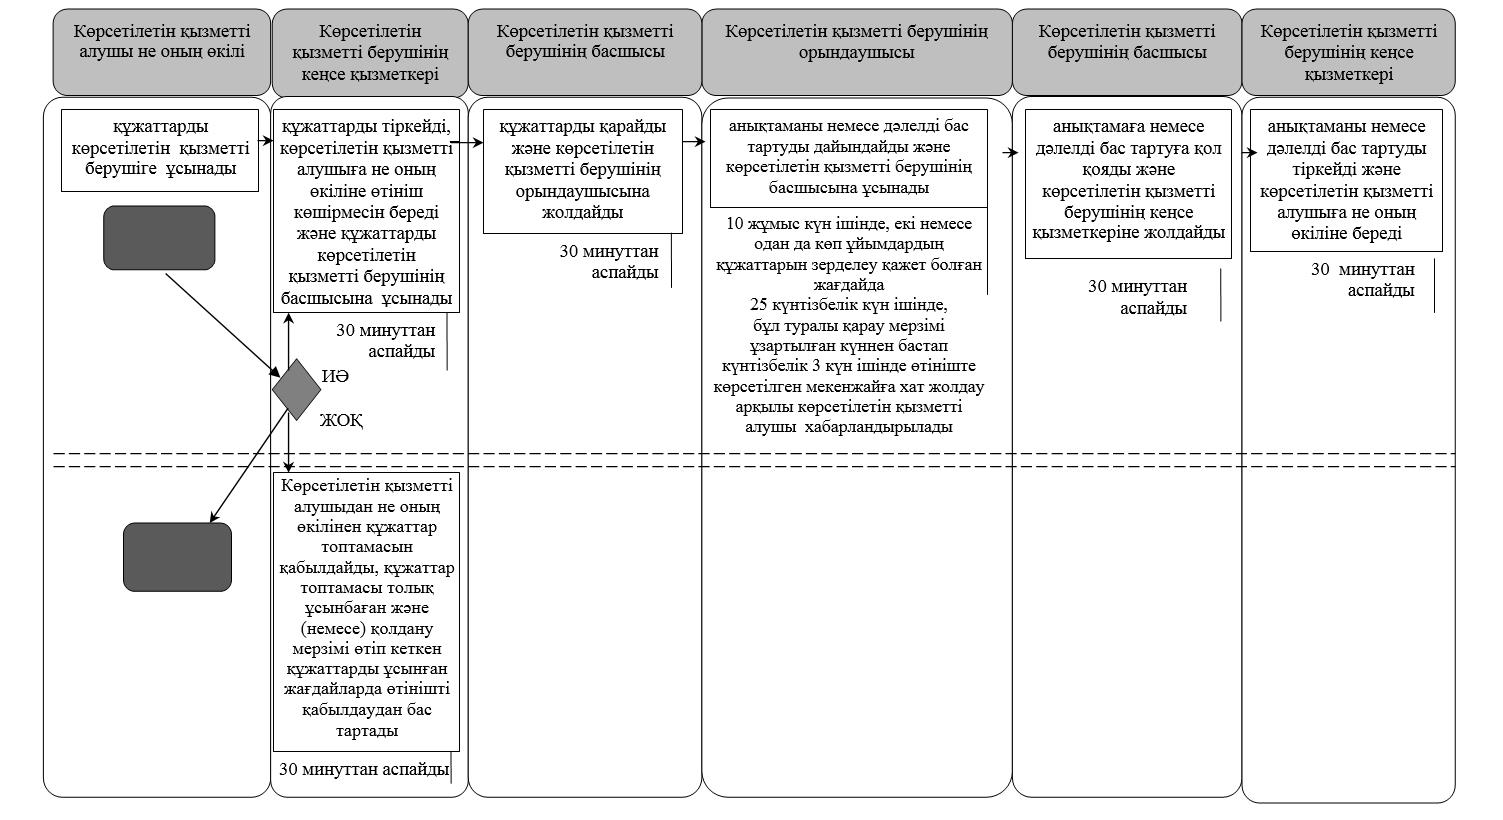 Көрсетілетін қызметті
алушы не оның өкілі
Көрсетілетін
қызметті берушінің
кеңсе қызметкері
Көрсетілетін қызметті
берушінің басшысы
Көрсетілетін қызметті берушінің
орындаушысы
Көрсетілетін қызметті
берушінің басшысы
Көрсетілетін қызметті
берушінің кеңсе
қызметкері
құжаттарды
көрсетілетін қызметті
берушіге ұсынады
құжаттарды тіркейді,
көрсетілетін қызметті
алушыға не оның
өкіліне өтініш
көшірмесін береді
және құжаттарды
көрсетілетін
қызметті берушінің
басшысына ұсынады
30 минуттан
аспайды
құжаттарды қарайды
және көрсетілетін
қызметті берушінің
орындаушысына
жолдайды
30 минуттан
аспайды
анықтаманы немесе дәлелді бас
тартуды дайындайды және
көрсетілетін қызметті берушінің
басшысына ұсынады
10 жұмыс күн ішінде, екі немесе
одан да көп ұйымдардың
құжаттарын зерделеу қажет болған
жағдайда
25 күнтізбелік күн ішінде,
бұл туралы қарау мерзімі
ұзартылған күннен бастап
күнтізбелік 3 күн ішінде өтініште
көрсетілген мекенжайға хат жолдау
арқылы көрсетілетін қызметті
алушы хабарландырылады
анықтамаға немесе
дәлелді бас тартуға қол
қояды және
көрсетілетін қызметті
берушінің кеңсе
қызметкеріне жолдайды
30 минуттан
аспайды
анықтаманы немесе
дәлелді бас тартуды
тіркейді және
көрсетілетін қызметті
алушыға не оның
өкіліне береді
30 минуттан
аспайды
ИӘ
ЖОҚ
Көрсетілетін қызметті
алушыдан не оның
өкілінен құжаттар
топтамасын
қабылдайды, құжаттар
топтамасы толық
ұсынбаған және
(немесе) қолдану
мерзімі өтіп кеткен
құжаттарды ұсынған
жағдайларда өтінішті
қабылдаудан бас
тартады
30 минуттан аспайды